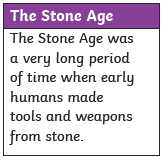 The Stone Age
The Stone Age was
a very long period
of time when early
humans made
tools and weapons
from stone.